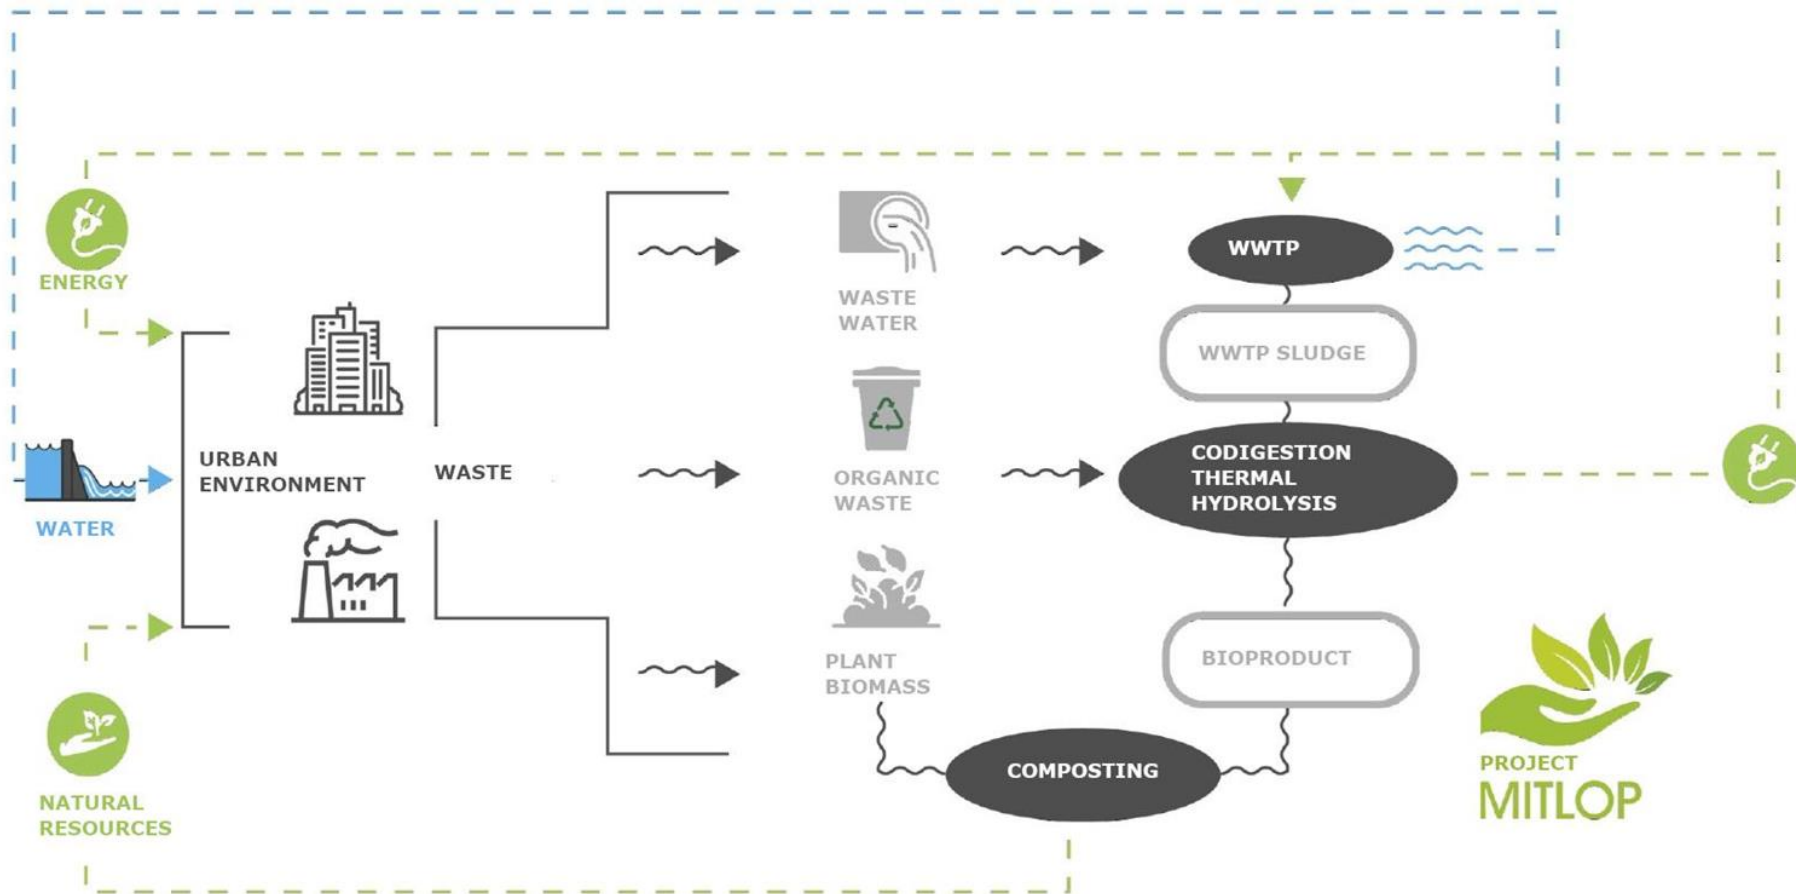 ENERGY
WATER
NATURAL
RESOURCES
URBAN
ENVIRONMENT
WASTE
WASTE
WATER
ORGANIC
WASTE
PLANT
BIOMASS
WWTP
WWTP SLUDGE
CODIGESTION
THERMAL
HYDROLYSIS
BIOPRODUCT
COMPOSTING
PROJECT
MITLOP